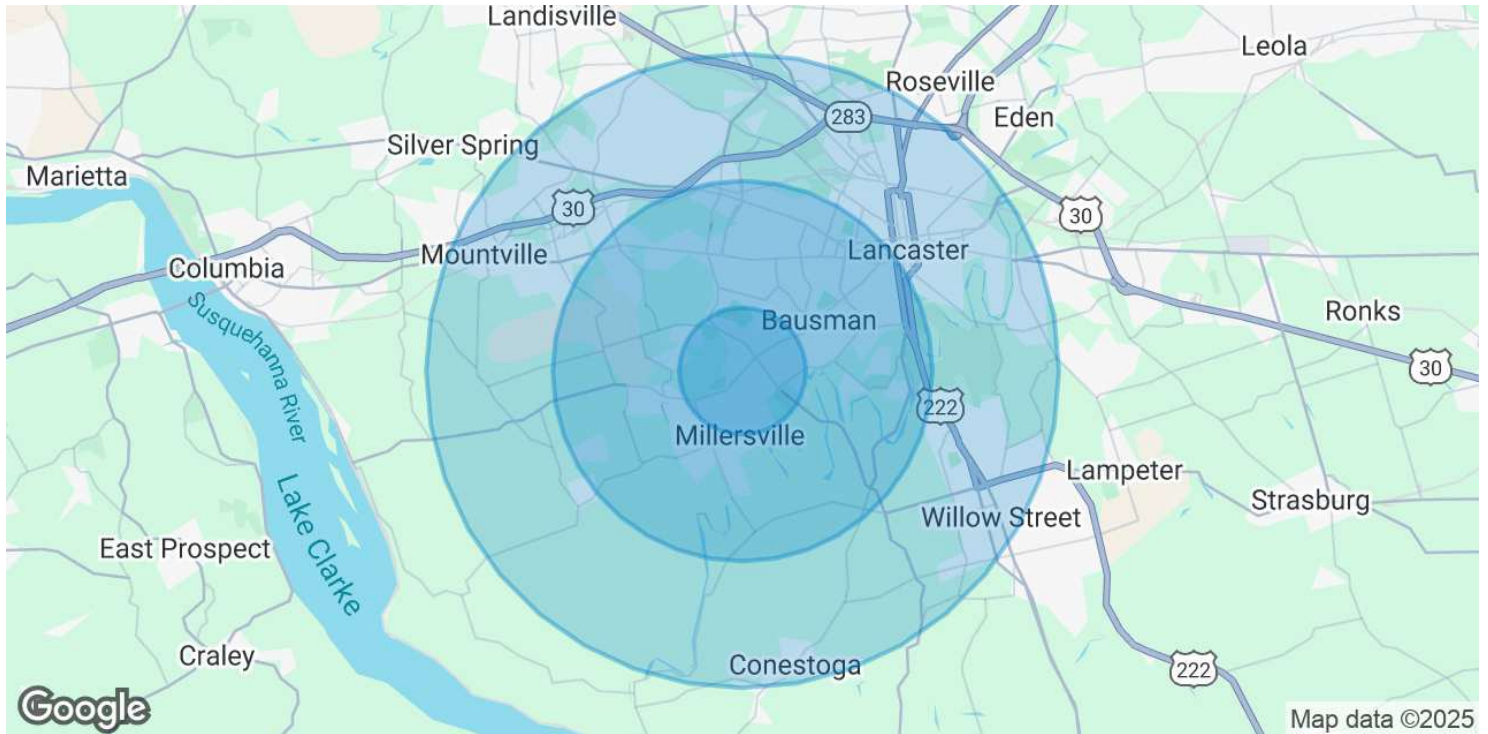 Landisville
Leola
Roseville
283
Eden
Silver Spring
Marietta
30
30
Mountville
Lancaster
Columbia
Susquehanna River
Bausman
Ronks
30
222
Millersville
Lampeter
Strasburg
Willow Street
Lake Clarke
East Prospect
Craley
Conestoga
222
Google
Map data ©2025